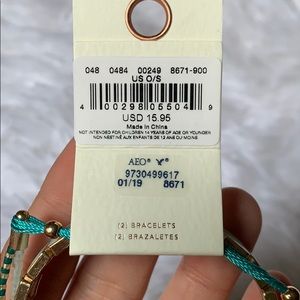 048 0484 00249 8671-900
US O/S
4 00298 05504 9
USD 15.95
Made in China
NOT INTENDED FOR CHILDREN 14 YEARS OF AGE OR YOUNGER
NON DESTINÉ AUX ENFANTS DE 12 ANS OU MOINS
AEO®
9730499617
01/19 8671
(2) BRACELETS
(2) BRAZALETES